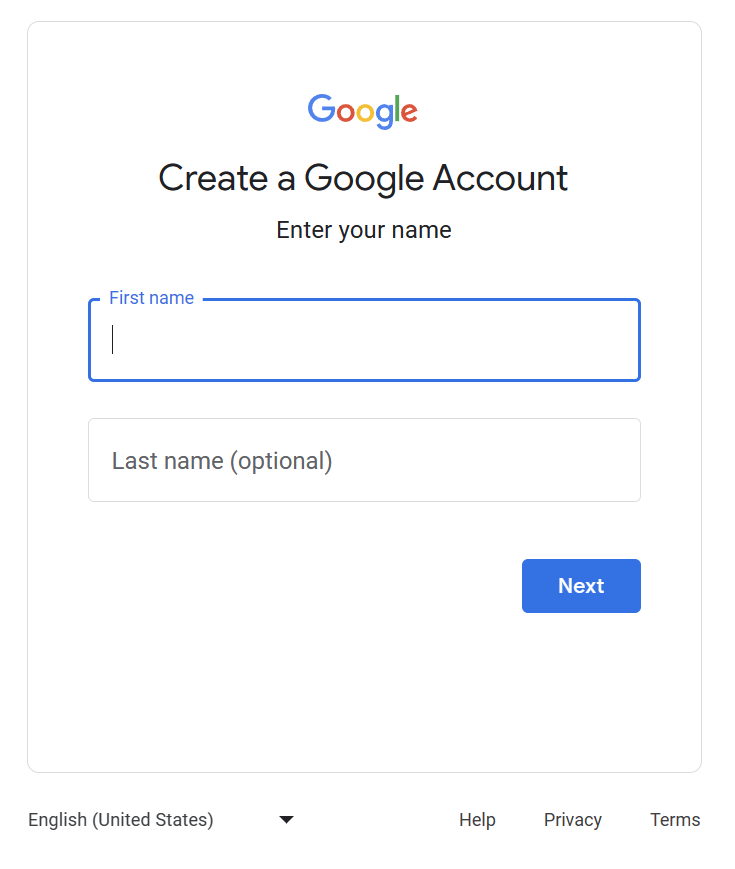 Google
Create a Google Account
Enter your name
First name
Last name (optional)
Next
English (United States) Help Privacy Terms